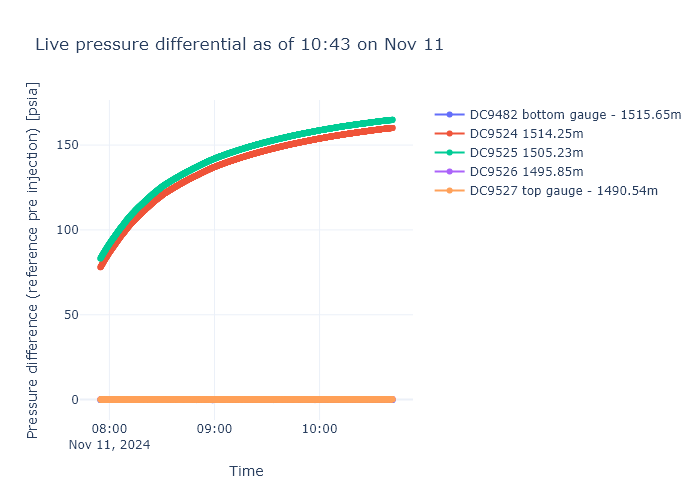 Live pressure differential as of 10:43 on Nov 11
Pressure difference (reference pre injection) [psia]
150
100
50
0
08:00
Nov 11, 2024
09:00
10:00
Time
DC9482 bottom gauge - 1515.65m
DC9524 1514.25m
DC9525 1505.23m
DC9526 1495.85m
DC9527 top gauge - 1490.54m